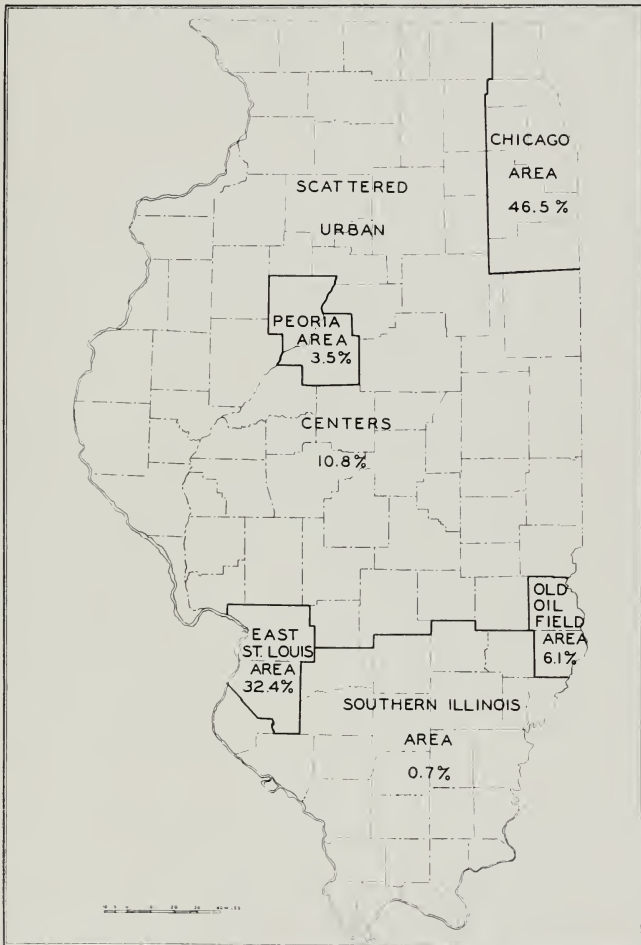 CHICAGO
AREA
46.5%
SCATTERED
URBAN
PEORIA
AREA
3.5%
CENTERS
10.8%
OLD
OIL
FIELD
AREA
6.1%
EAST
ST. LOUIS
AREA
32.4%
SOUTHERN ILLINOIS
AREA
0.7%